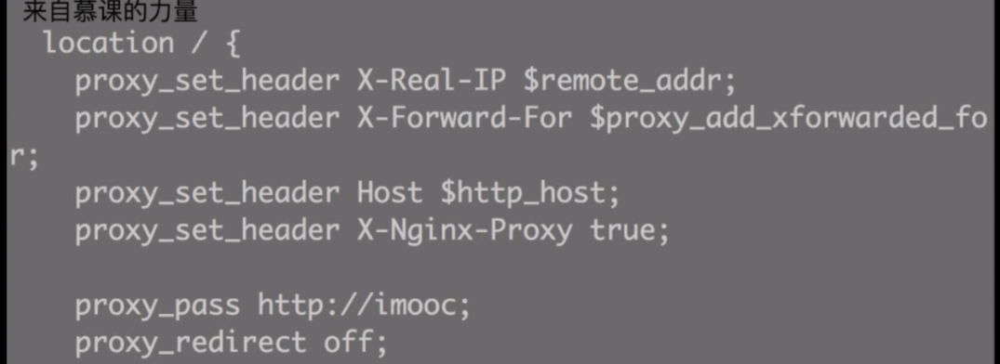 来自慕课的力量
location / {
proxy_set_header X-Real-IP $remote_addr;
proxy_set_header X-Forward-For $proxy_add_xforwarded_fo
r;
proxy_set_header Host $http_host;
proxy_set_header X-Nginx-Proxy true;
proxy_pass http://imooc;
proxy_redirect off;